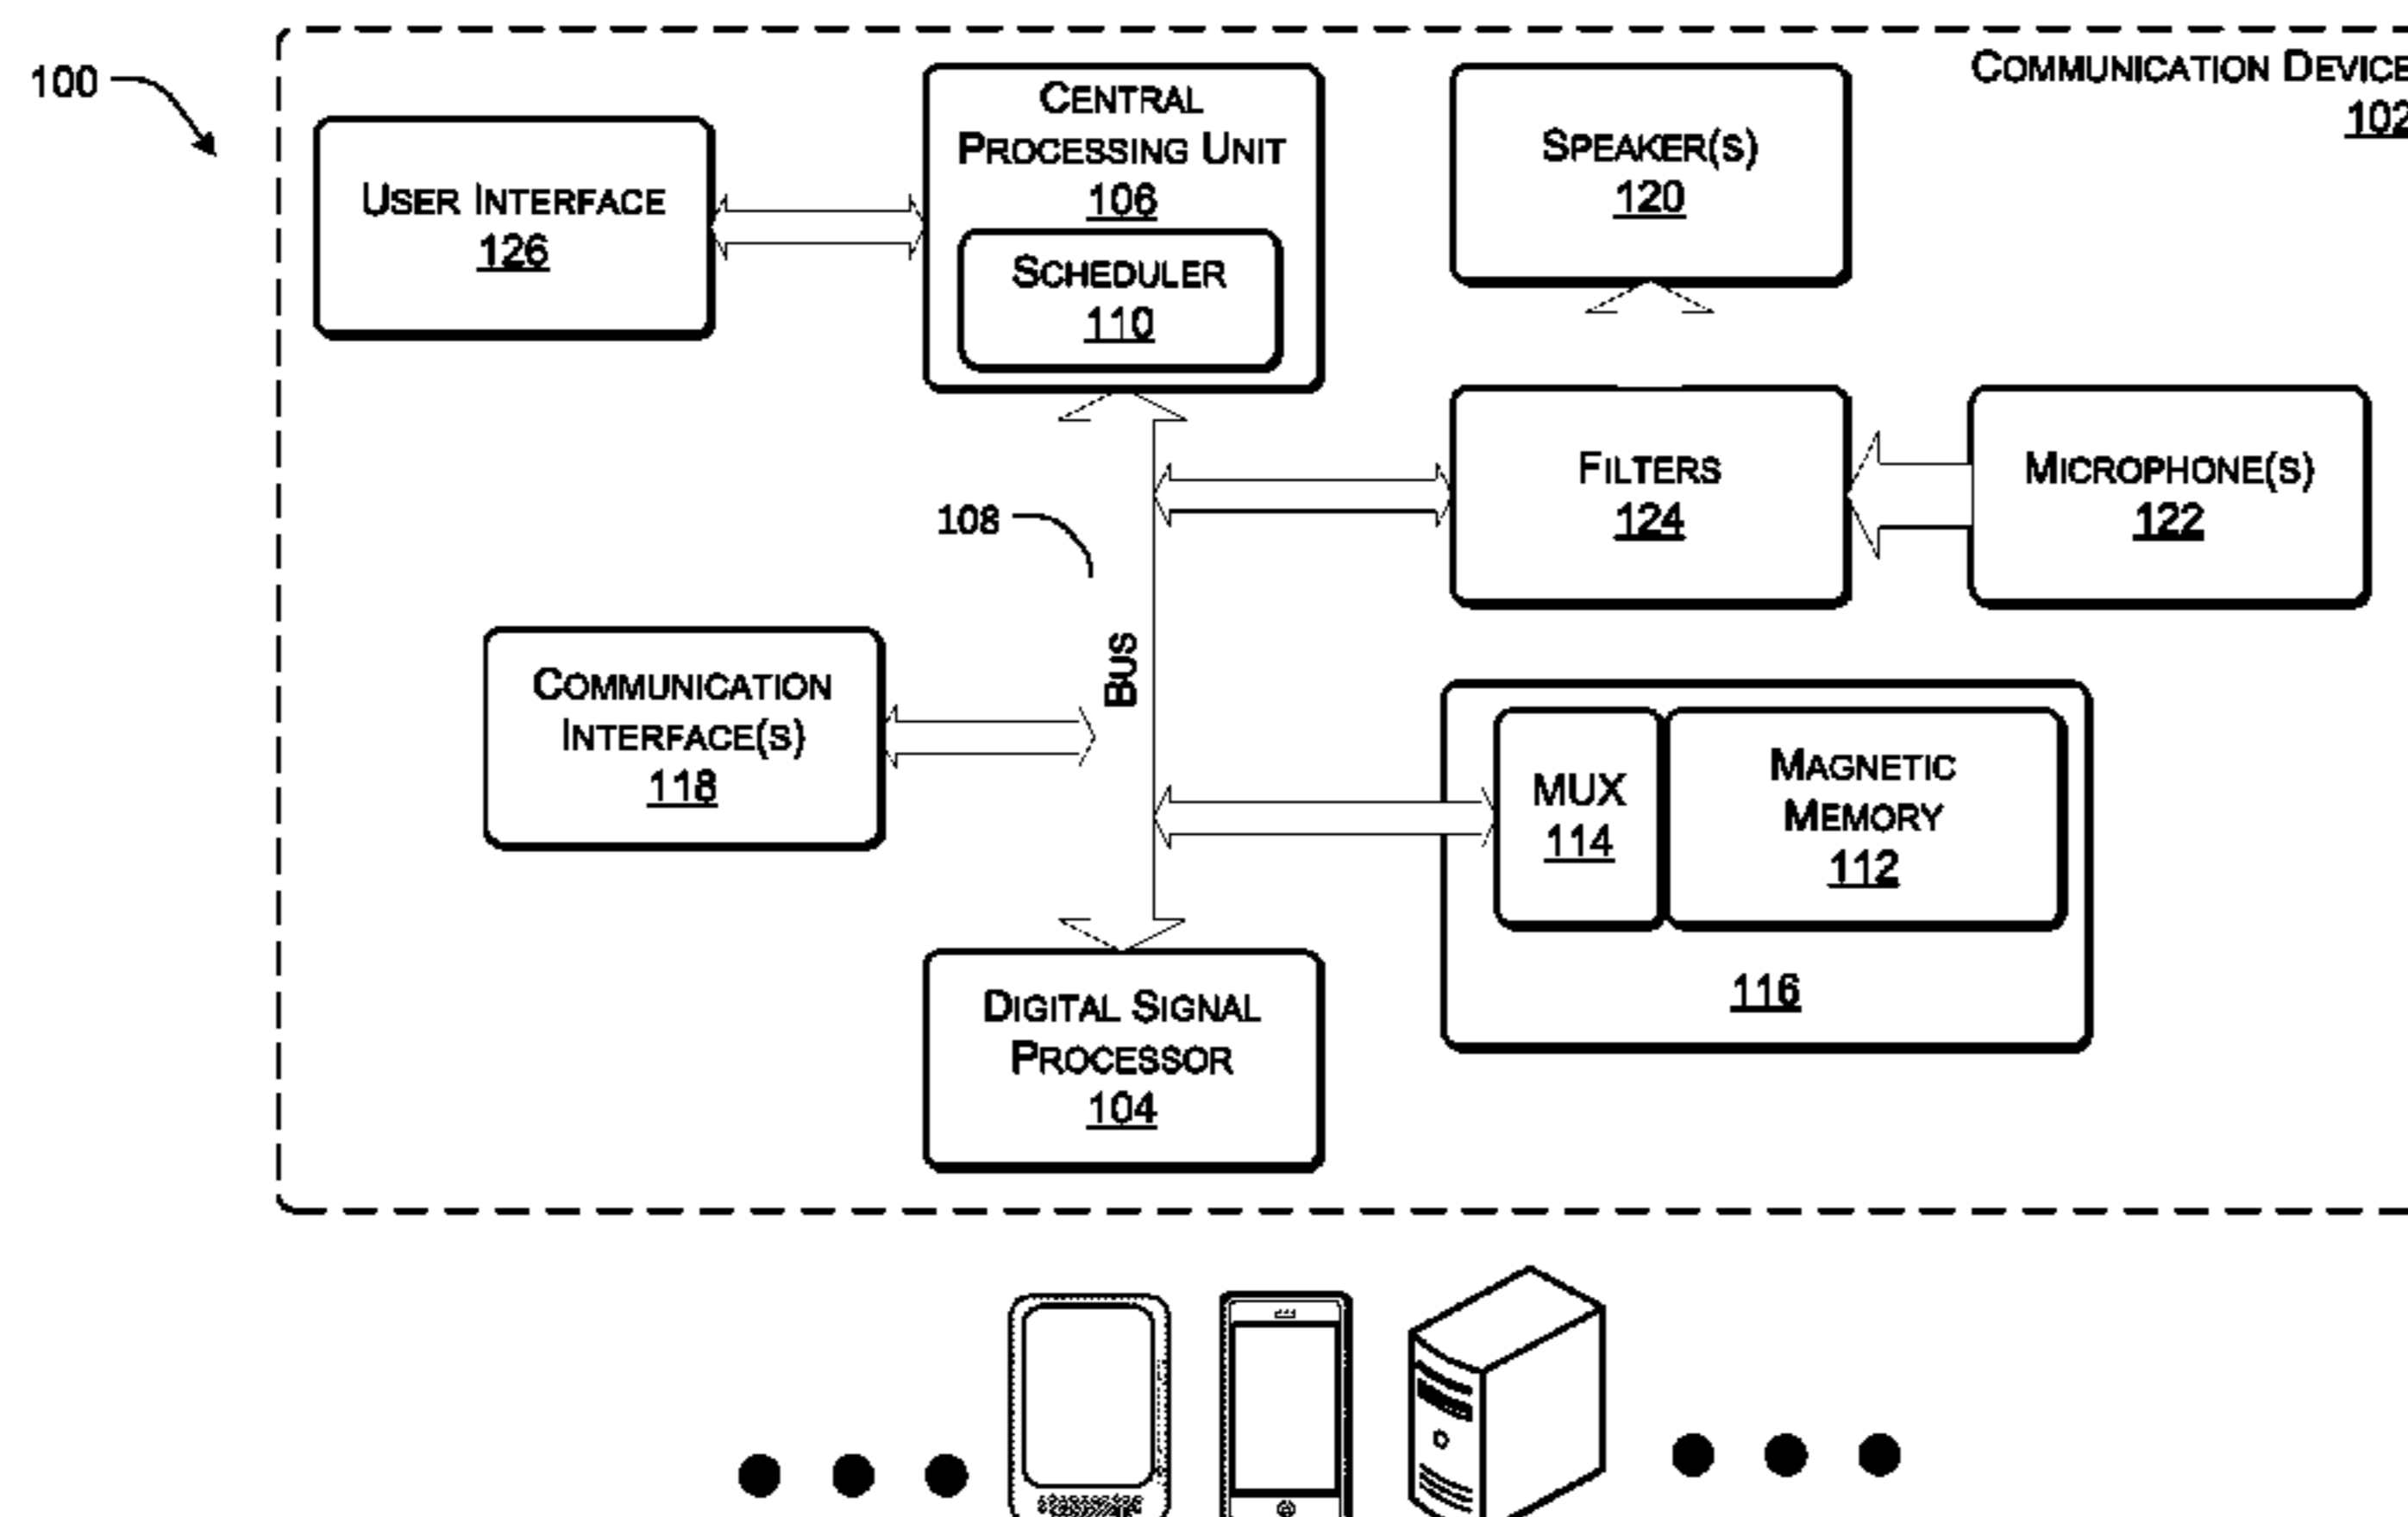 100
COMMUNICATION DEVICE
102
USER INTERFACE
126
CENTRAL
PROCESSING UNIT
106
SCHEDULER
110
SPEAKER(S)
120
108
BUS
FILTERS
124
MICROPHONE(S)
122
COMMUNICATION
INTERFACE(S)
118
MUX
114
MAGNETIC
MEMORY
112
116
DIGITAL SIGNAL
PROCESSOR
104